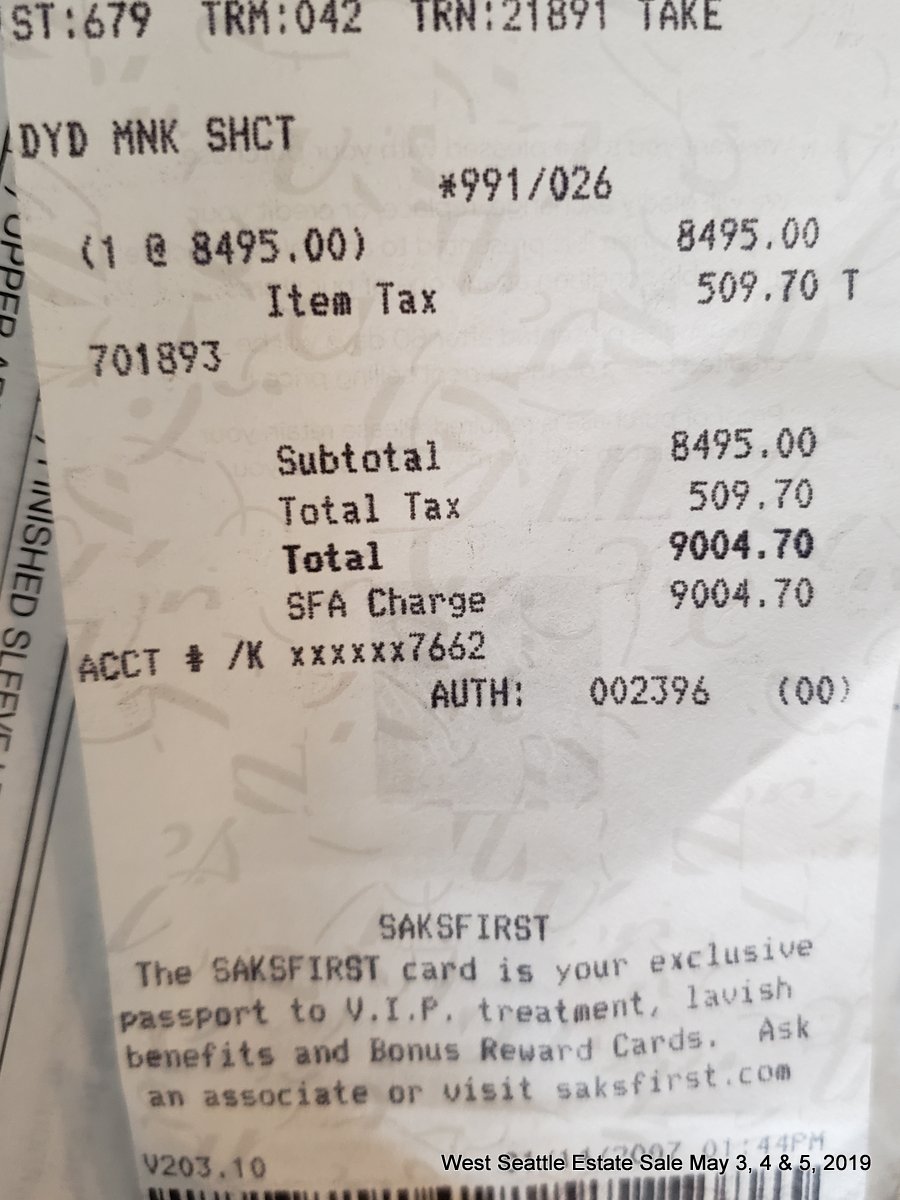 ST:679 TRM:042 TRN:21891 TAKE
DYD MNK SHCT
*991/026
(1 @ 8495.00) 8495.00
Item Tax 509.70 T
701893
Subtotal 8495.00
Total Tax 509.70
Total 9004.70
SFA Charge 9004.70
ACCT # /K xxxxxx7662
AUTH: 002396 (00)
SAKSFIRST
The SAKSFIRST card is your exclusive
passport to V.I.P. treatment, lavish
benefits and Bonus Reward Cards. Ask
an associate or visit saksfirst.com
V203.10 01:44PM
West Seattle Estate Sale May 3, 4 & 5, 2019
UPPER
FINISHED SLEEVE